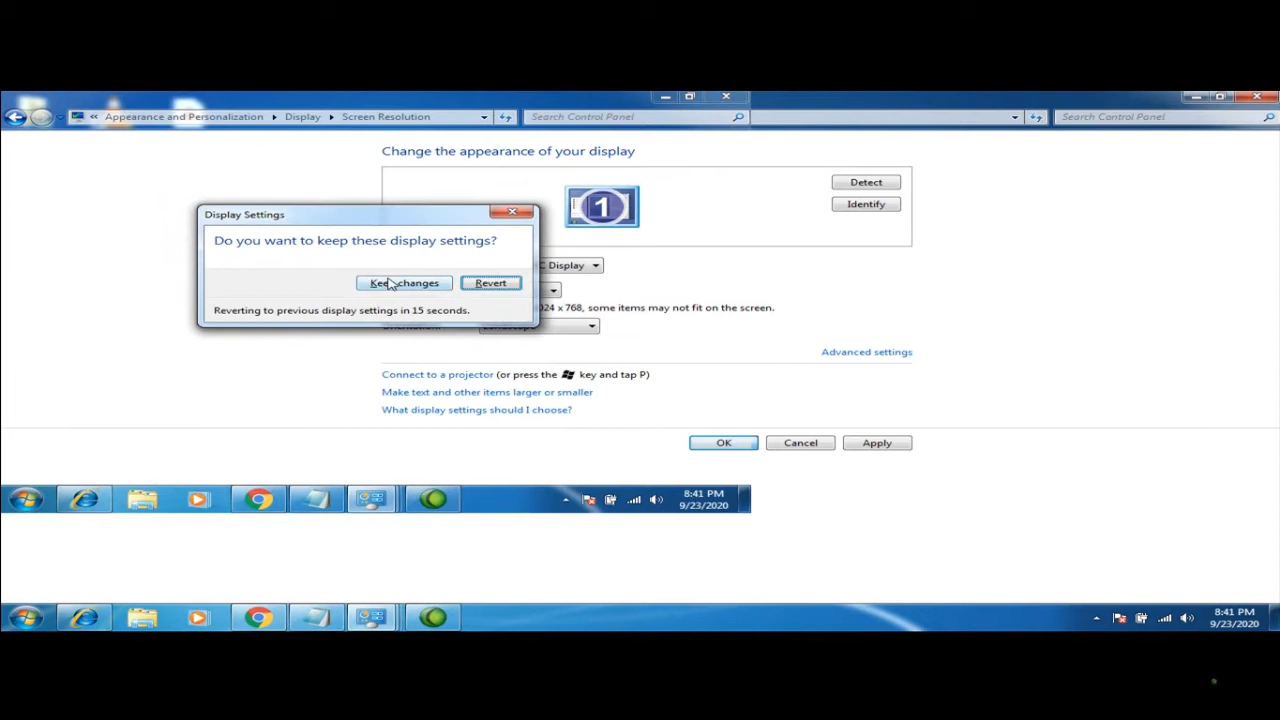 « Appearance and Personalization Display Screen Resolution Search Control Panel Search Control Panel
Change the appearance of your display
1
Detect
Identify
Display Settings
Do you want to keep these display settings?
changes Revert
Reverting to previous display settings in 15 seconds.
C Display
024 x 768, some items may not fit on the screen.
Advanced settings
Connect to a projector (or press the key and tap P)
Make text and other items larger or smaller
What display settings should I choose?
OK Cancel Apply
8:41 PM
9/23/2020
8:41 PM
9/23/2020